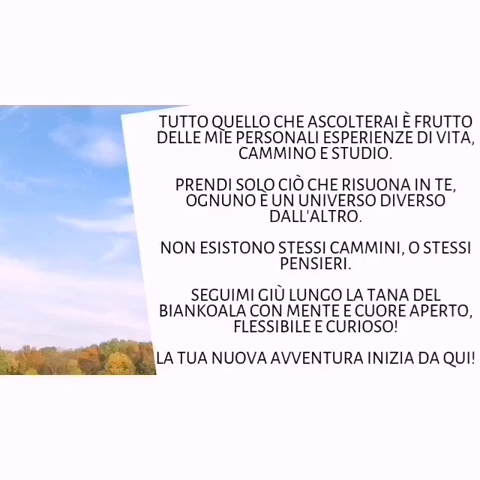 TUTTO QUELLO CHE ASCOLTERAI È FRUTTO
DELLE MIE PERSONALI ESPERIENZE DI VITA,
CAMMINO E STUDIO.
PRENDI SOLO CIÒ CHE RISUONA IN TE,
OGNUNO È UN UNIVERSO DIVERSO
DALL'ALTRO.
NON ESISTONO STESSI CAMMINI, O STESSI
PENSIERI.
SEGUIMI GIÙ LUNGO LA TANA DEL
BIANKOALA CON MENTE E CUORE APERTO,
FLESSIBILE E CURIOSO!
LA TUA NUOVA AVVENTURA INIZIA DA QUI!